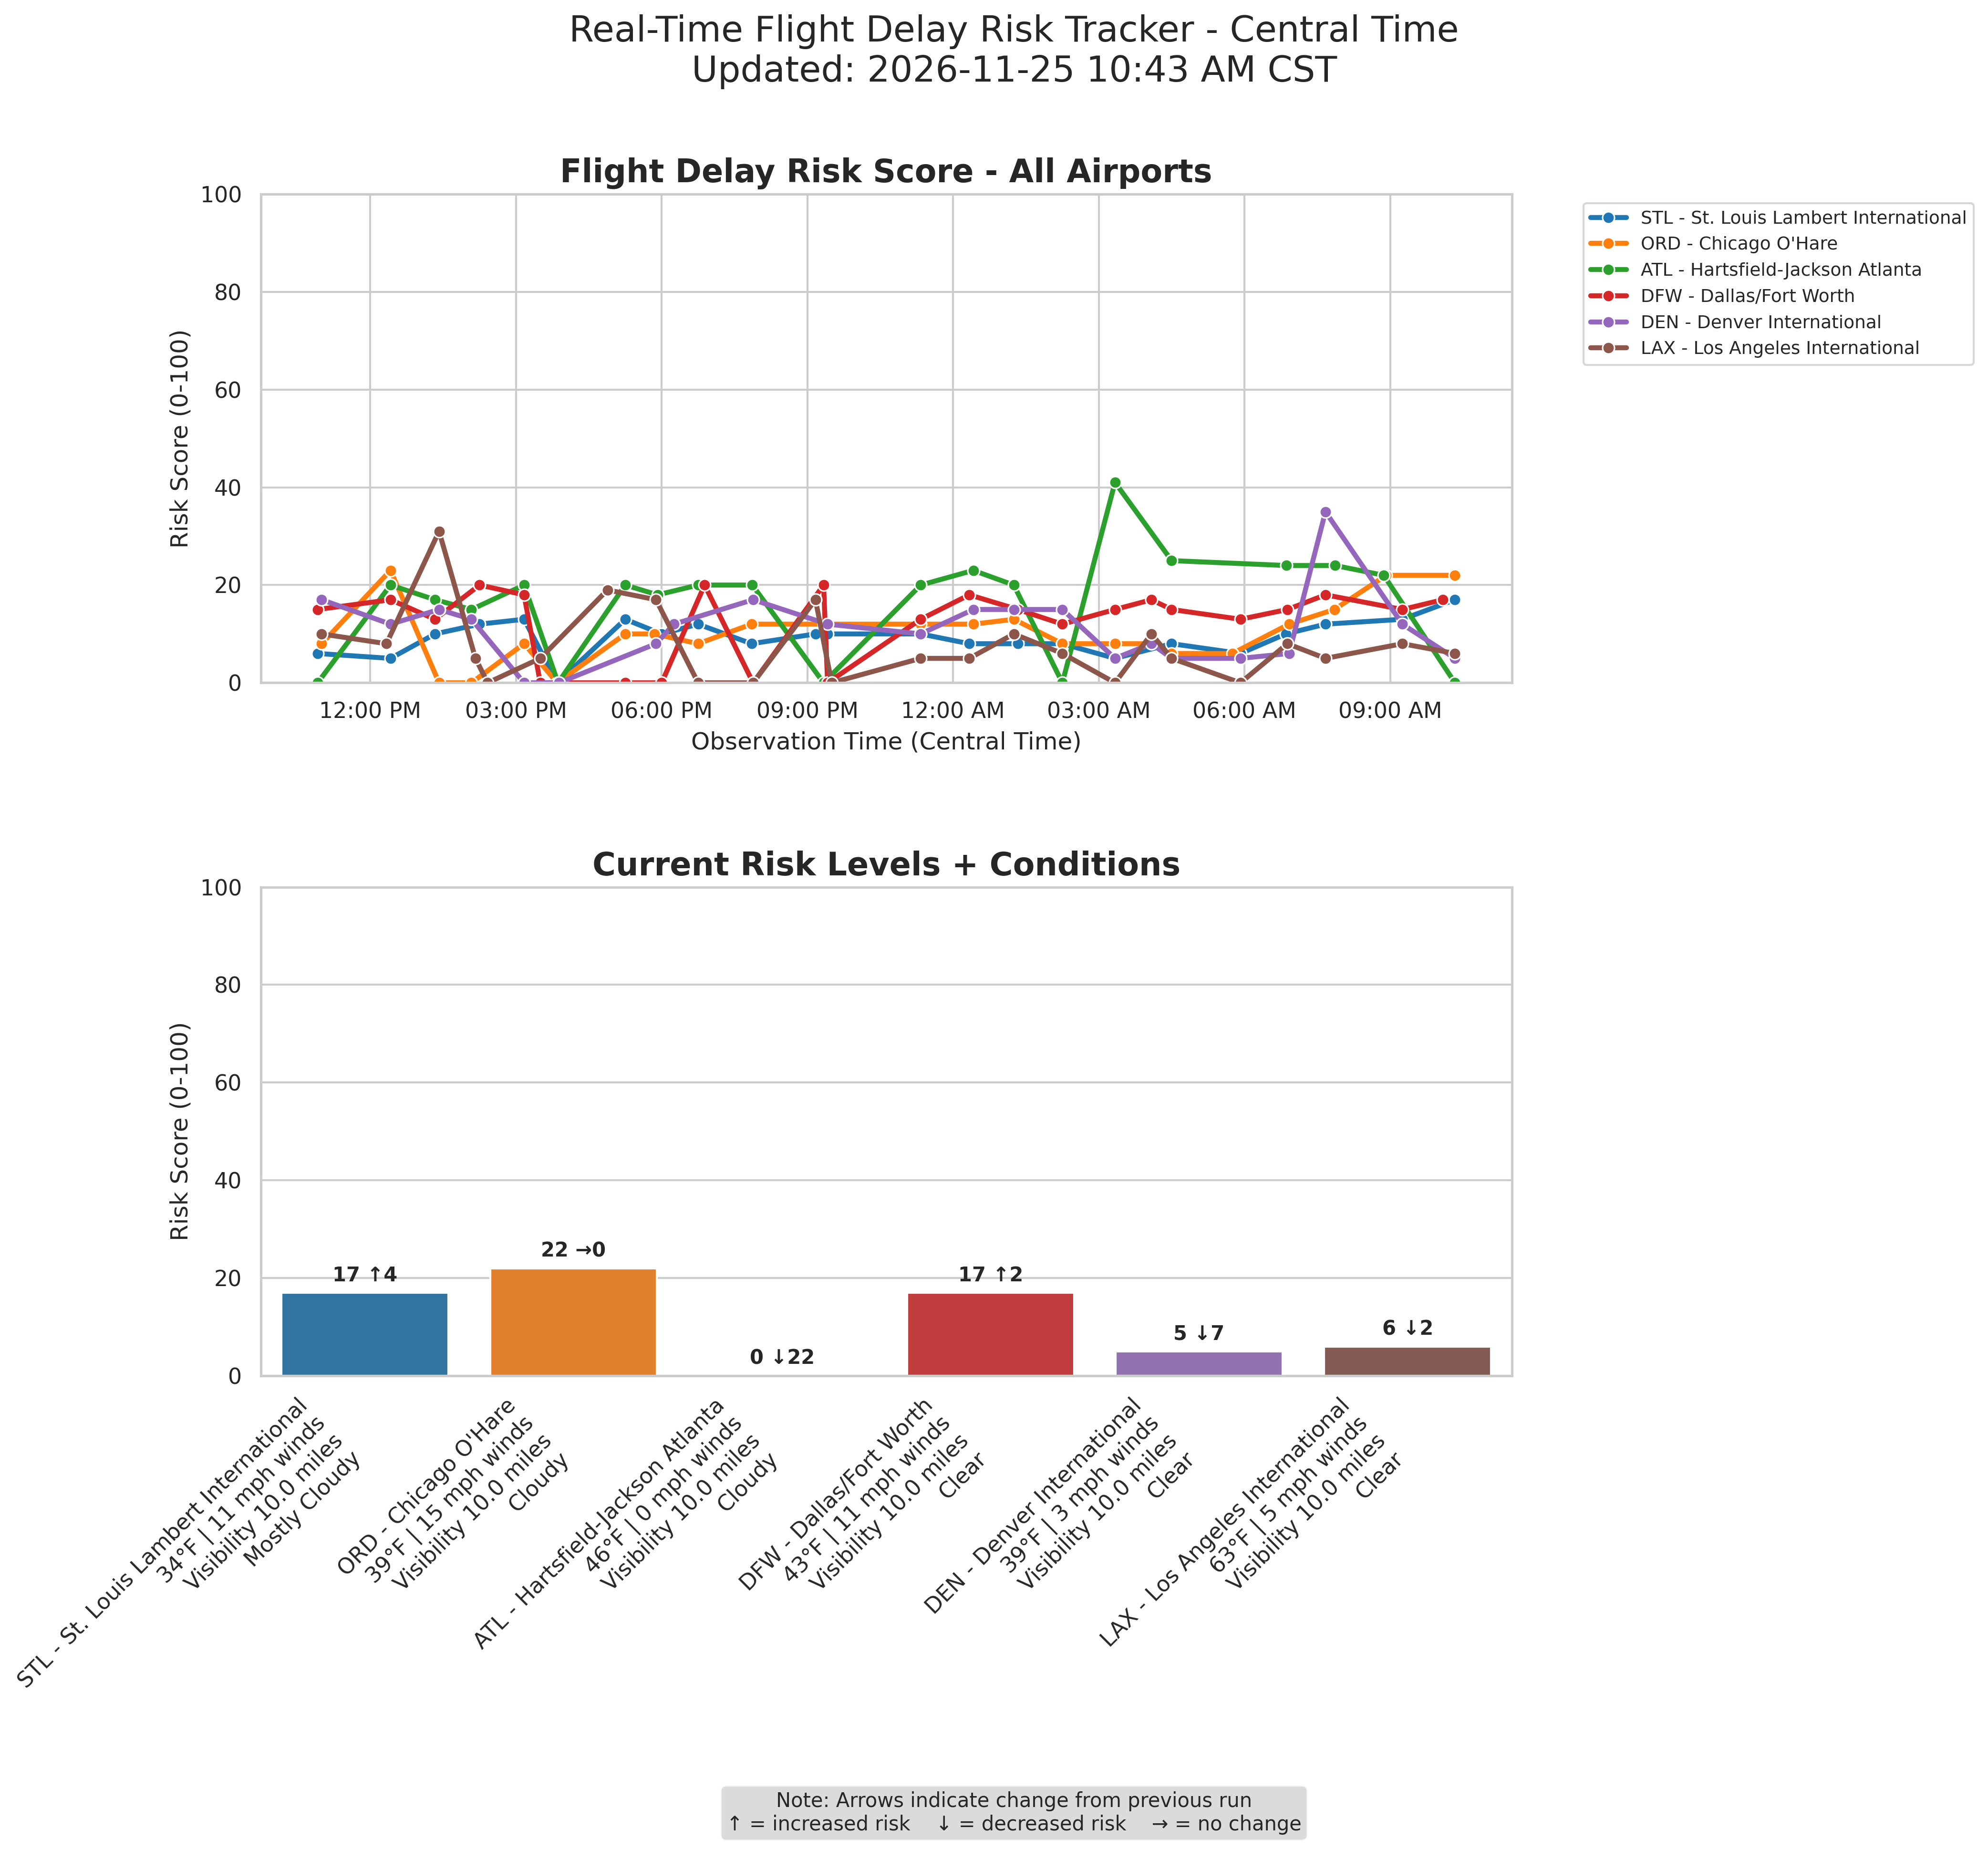 Real-Time Flight Delay Risk Tracker - Central Time
Updated: 2026-11-25 10:43 AM CST
Flight Delay Risk Score - All Airports
100
80
60
40
20
0
Risk Score (0-100)
12:00 PM
03:00 PM
06:00 PM
09:00 PM
12:00 AM
03:00 AM
06:00 AM
09:00 AM
Observation Time (Central Time)
STL - St. Louis Lambert International
ORD - Chicago O'Hare
ATL - Hartsfield-Jackson Atlanta
DFW - Dallas/Fort Worth
DEN - Denver International
LAX - Los Angeles International
Current Risk Levels + Conditions
100
80
60
40
20
0
Risk Score (0-100)
17 ↑4
22 →0
0 ↓22
17 ↑2
5 ↓7
6 ↓2
STL - St. Louis Lambert International
34°F | 11 mph winds
Visibility 10.0 miles
Mostly Cloudy
ORD - Chicago O'Hare
39°F | 15 mph winds
Visibility 10.0 miles
Cloudy
ATL - Hartsfield-Jackson Atlanta
46°F | 0 mph winds
Visibility 10.0 miles
Cloudy
DFW - Dallas/Fort Worth
43°F | 11 mph winds
Visibility 10.0 miles
Clear
DEN - Denver International
39°F | 3 mph winds
Visibility 10.0 miles
Clear
LAX - Los Angeles International
63°F | 5 mph winds
Visibility 10.0 miles
Clear
Note: Arrows indicate change from previous run
↑ = increased risk ↓ = decreased risk → = no change